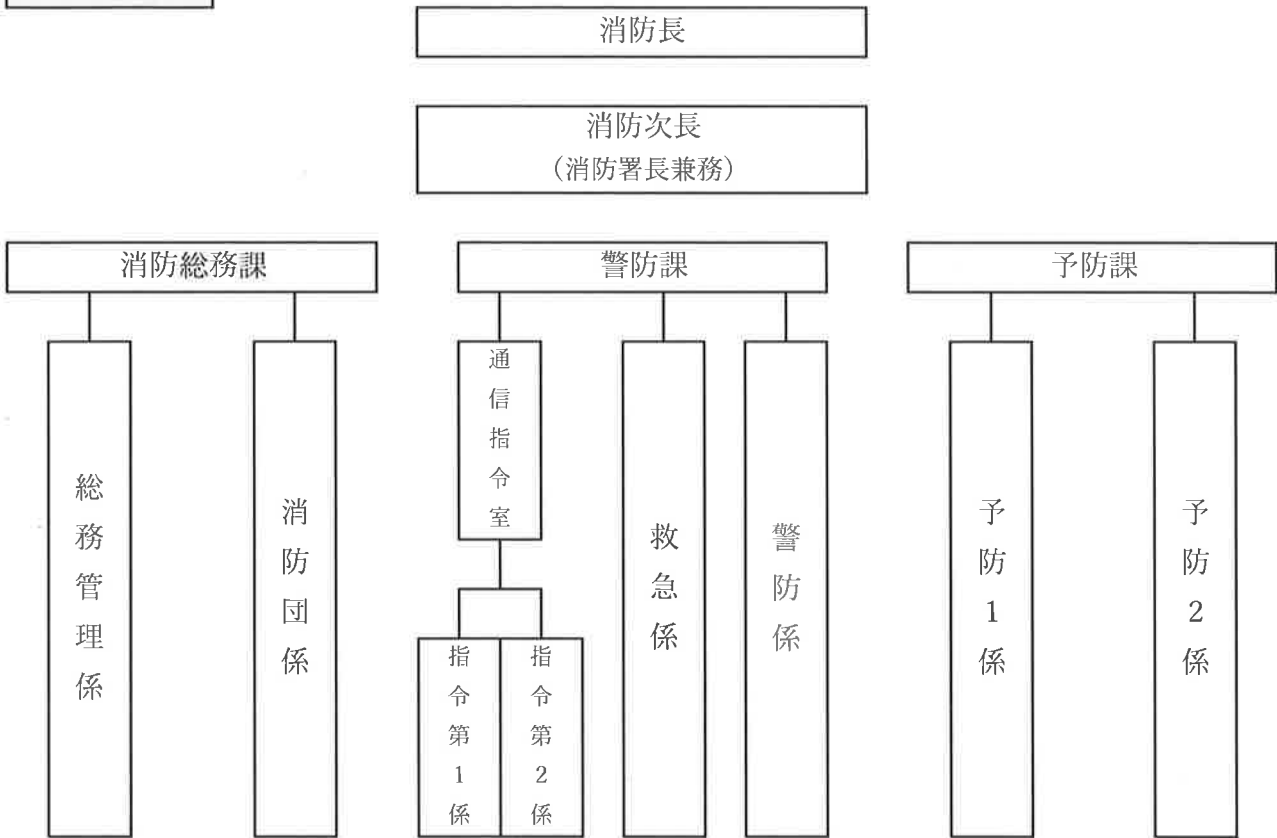 消防長
消防次長
（消防署長兼務）
消防総務課
警防課
予防課
総務管理係
消防団係
通信指令室
指令第1係
指令第2係
救急係
警防係
予防1係
予防2係